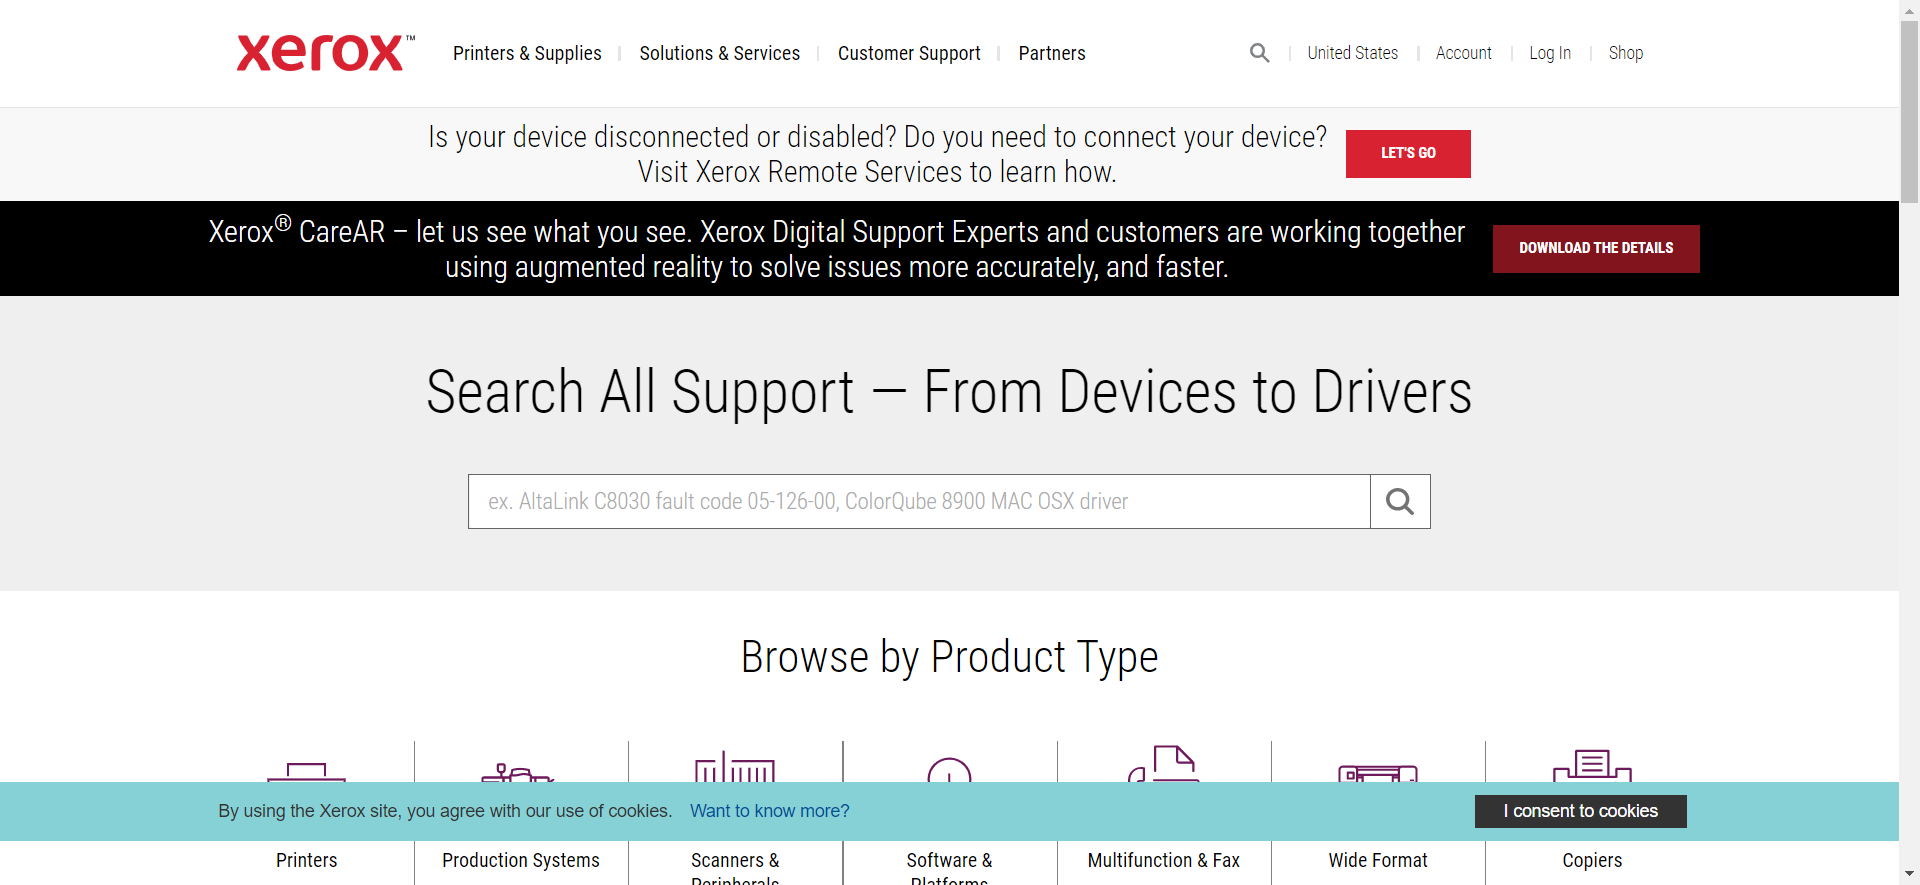 xerox™
Printers & Supplies
Solutions & Services
Customer Support
Partners
United States
Account
Log In
Shop
Is your device disconnected or disabled? Do you need to connect your device?
Visit Xerox Remote Services to learn how.
LET'S GO
Xerox® CareAR – let us see what you see. Xerox Digital Support Experts and customers are working together
using augmented reality to solve issues more accurately, and faster.
DOWNLOAD THE DETAILS
Search All Support — From Devices to Drivers
ex. AltaLink C8030 fault code 05-126-00, ColorQube 8900 MAC OSX driver
Browse by Product Type
By using the Xerox site, you agree with our use of cookies. Want to know more?
I consent to cookies
Printers
Production Systems
Scanners &
Peripherals
Software &
Platforms
Multifunction & Fax
Wide Format
Copiers